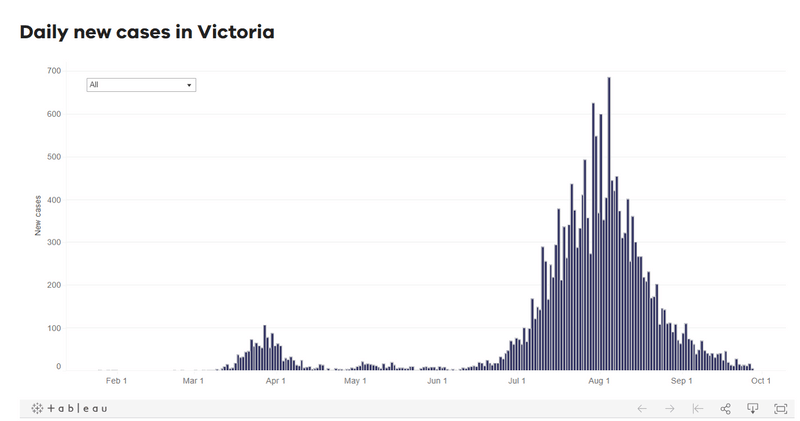 Daily new cases in Victoria
All
New cases
700
600
500
400
300
200
100
0
Feb 1 Mar 1 Apr 1 May 1 Jun 1 Jul 1 Aug 1 Sep 1 Oct 1
+ a b l e a u